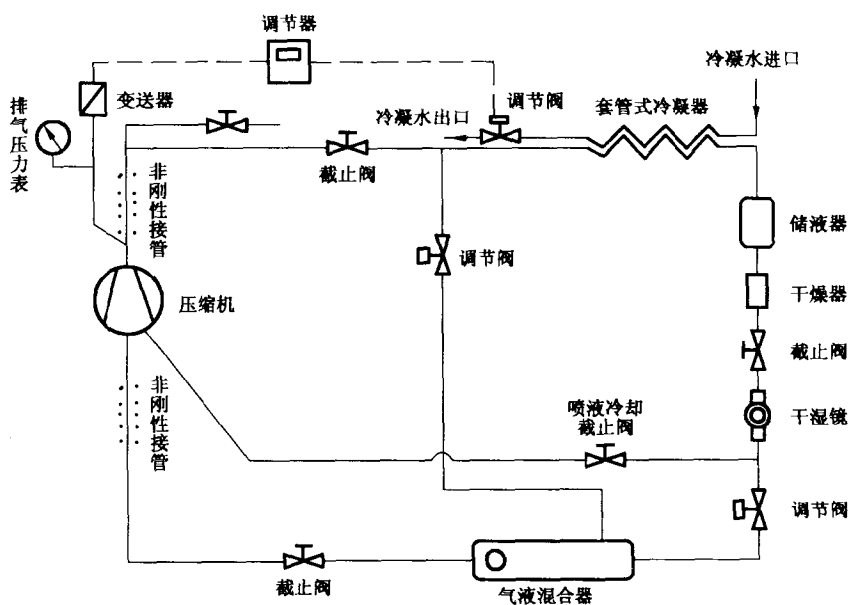 调节器
冷凝水进口
变送器
调节阀
套管式冷凝器
冷凝水出口
排气压力表
截止阀
非刚性接管
储液器
调节阀
干燥器
压缩机
截止阀
非刚性接管
喷液冷却
截止阀
干湿镜
调节阀
截止阀
气液混合器